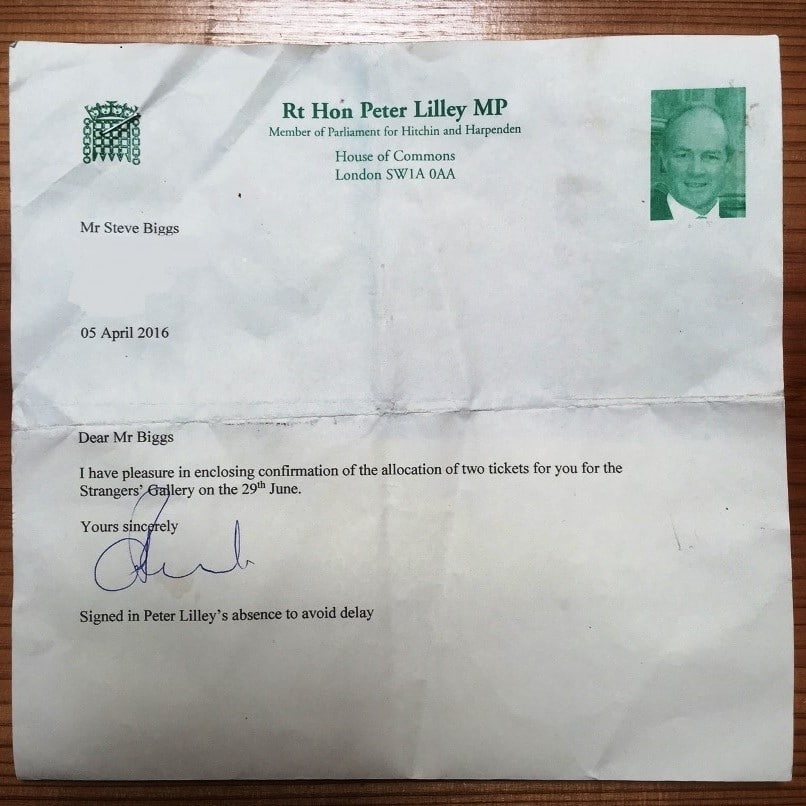 Rt Hon Peter Lilley MP
Member of Parliament for Hitchin and Harpenden
House of Commons
London SW1A 0AA
Mr Steve Biggs
05 April 2016
Dear Mr Biggs
I have pleasure in enclosing confirmation of the allocation of two tickets for you for the
Strangers' Gallery on the 29th June.
Yours sincerely
Signed in Peter Lilley's absence to avoid delay